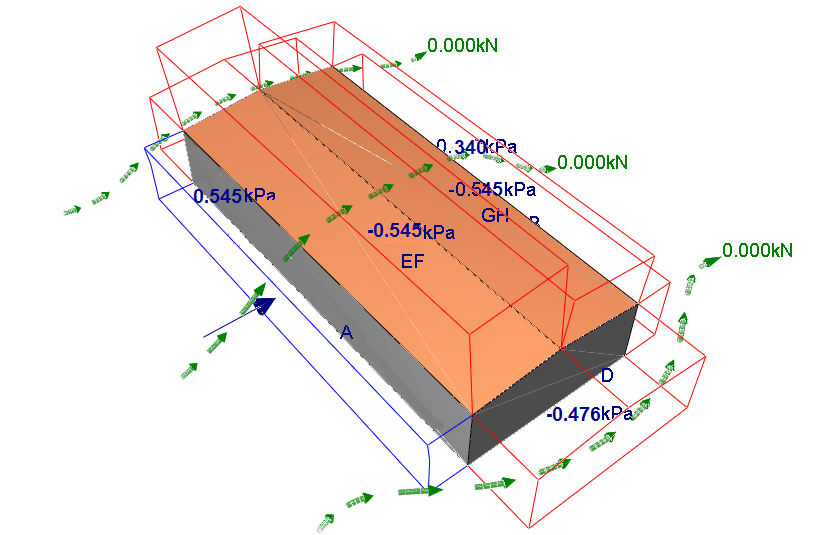 0.000kN
0.340kPa
0.000kN
-0.545kPa
0.545kPa
GH
B
-0.545kPa
0.000kN
EF
A
D
-0.476kPa